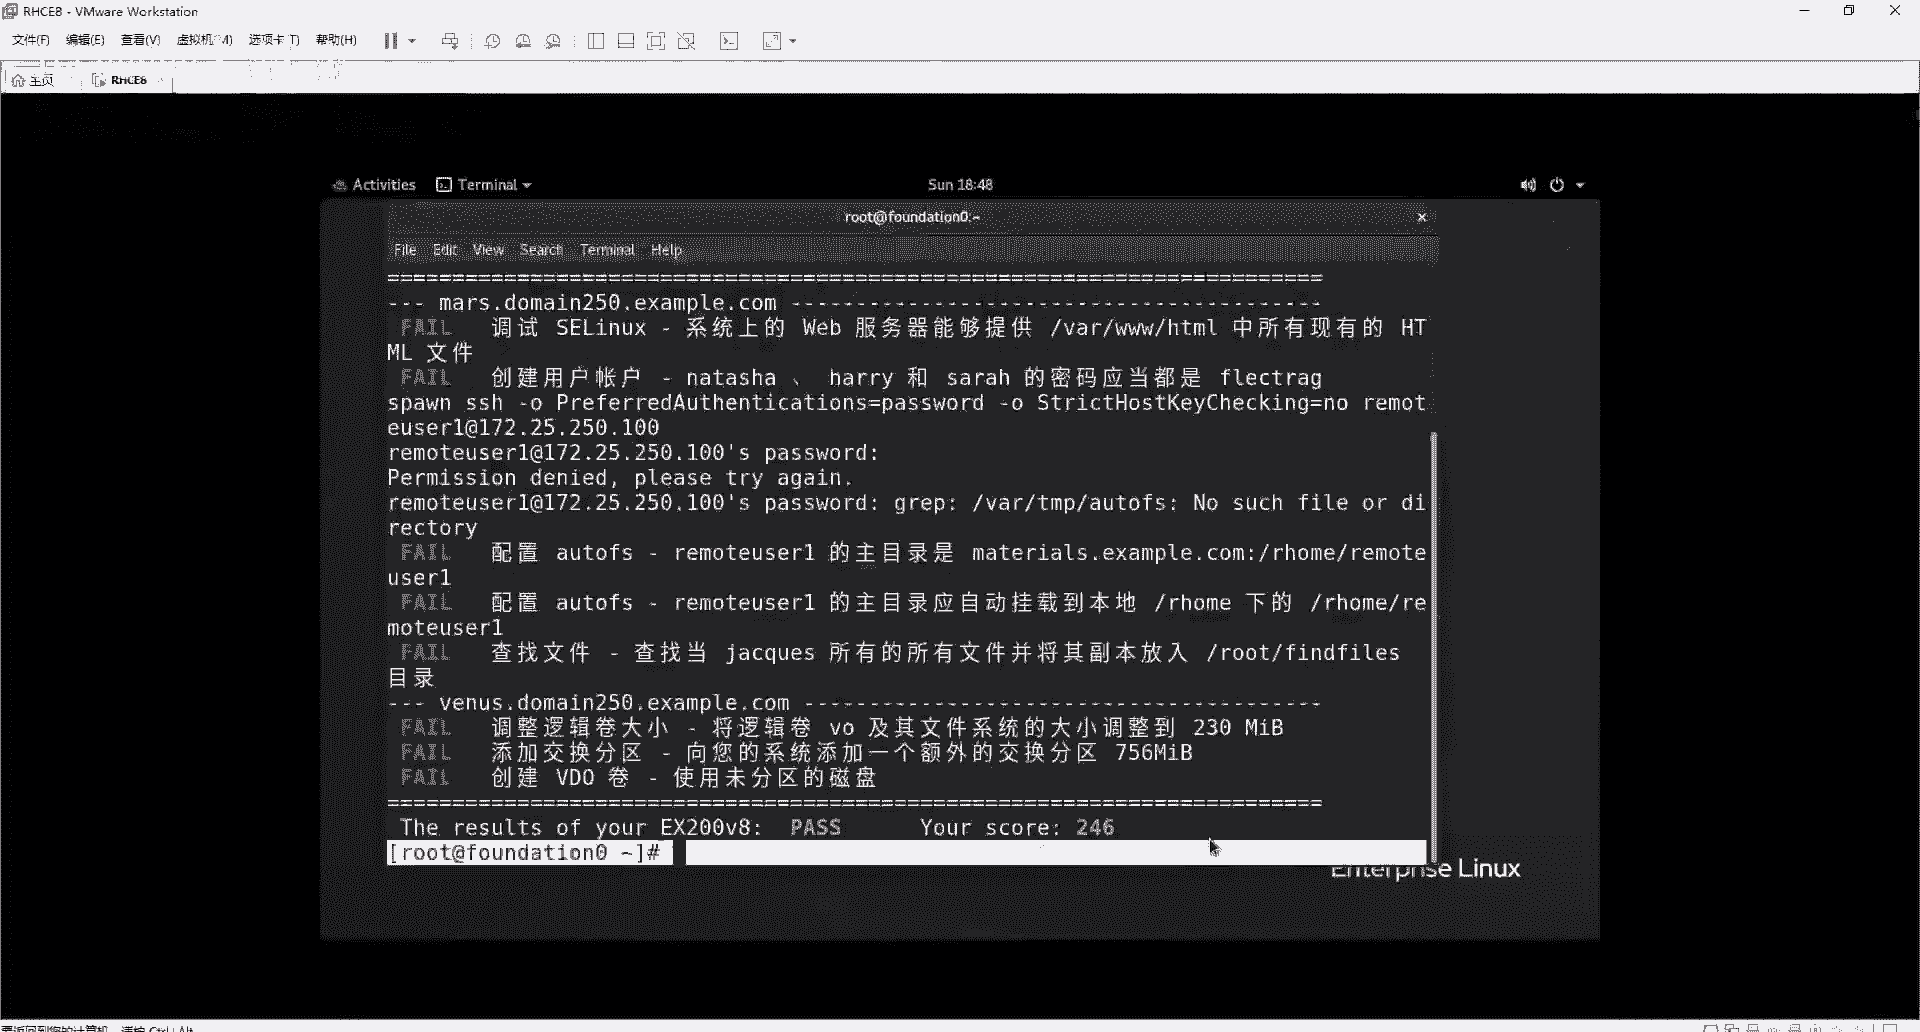 RHCE8 - VMware Workstation
文件(F) 编辑(E) 查看(V) 虚拟机(M) 选项卡(T) 帮助(H)
主页 RHCE8
Activities Terminal Sun 18:48
root@foundation0:~
File Edit View Search Terminal Help
========================================================================
--- mars.domain250.example.com -----------------------------------------
FAIL 调试 SELinux - 系统上的 Web 服务器能够提供 /var/www/html 中所有现有的 HT
ML 文件
FAIL 创建用户帐户 - natasha 、 harry 和 sarah 的密码应当都是 flectrag
spawn ssh -o PreferredAuthentications=password -o StrictHostKeyChecking=no remot
euser1@172.25.250.100
remoteuser1@172.25.250.100's password:
Permission denied, please try again.
remoteuser1@172.25.250.100's password: grep: /var/tmp/autofs: No such file or di
rectory
FAIL 配置 autofs - remoteuser1 的主目录是 materials.example.com:/rhome/remote
user1
FAIL 配置 autofs - remoteuser1 的主目录应自动挂载到本地 /rhome 下的 /rhome/re
moteuser1
FAIL 查找文件 - 查找当 jacques 所有的所有文件并将其副本放入 /root/findfiles
目录
--- venus.domain250.example.com ----------------------------------------
FAIL 调整逻辑卷大小 - 将逻辑卷 vo 及其文件系统的大小调整到 230 MiB
FAIL 添加交换分区 - 向您的系统添加一个额外的交换分区 756MiB
FAIL 创建 VDO 卷 - 使用未分区的磁盘
========================================================================
The results of your EX200v8: PASS Your score: 246
[root@foundation0 ~]#
Enterprise Linux